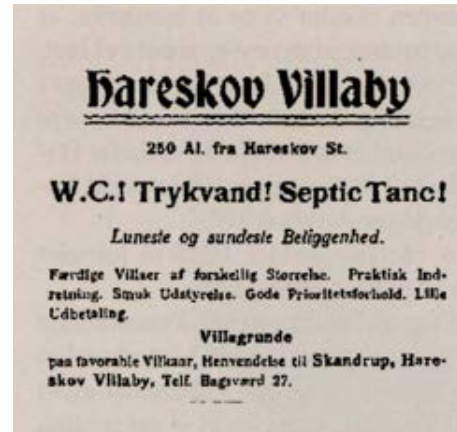 Hareskov Villaby
250 Al. fra Hareskov St.
W.C.! Trykvand! Septic Tanc!
Luneste og sundeste Beliggenhed.
Færdige Villaer af forskellig Størrelse. Praktisk Ind-
retning. Smuk Udstyrelse. Gode Prioritetsforhold. Lille
Udbetaling.
Villagrunde
paa favorable Vilkaar, Henvendelse til Skandrup, Hare-
skov Villaby, Telf. Bagsværd 27.